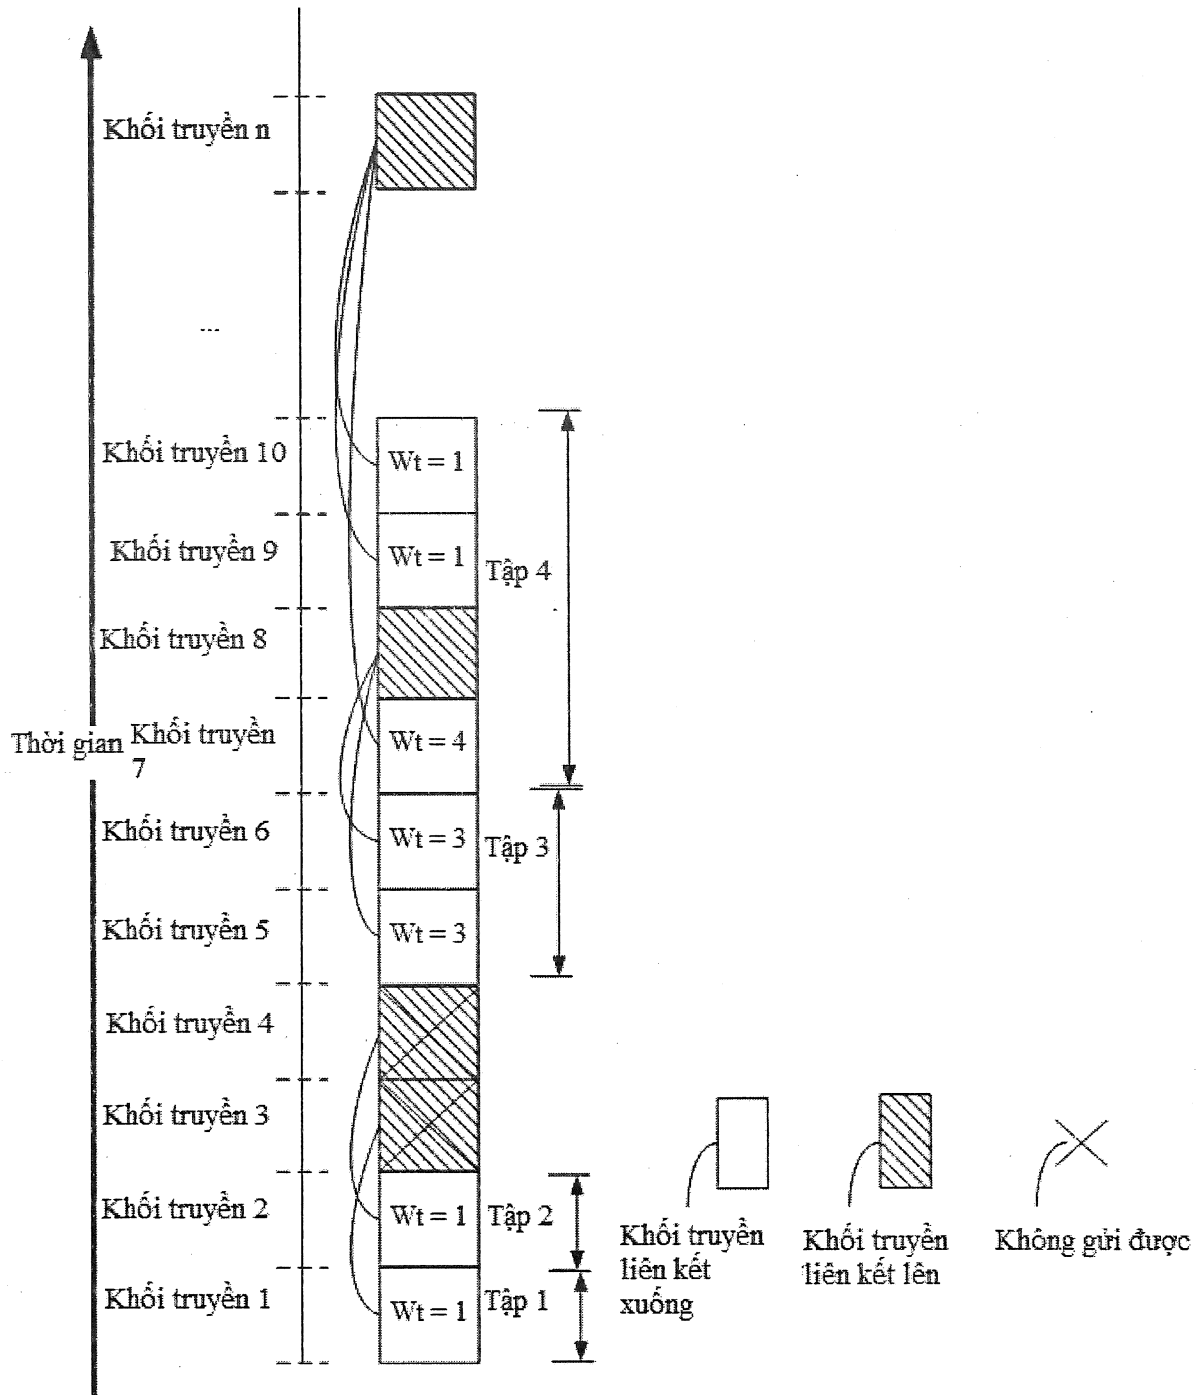 Khối truyền n
...
Khối truyền 10
Wt = 1
Khối truyền 9
Wt = 1
Tập 4
Khối truyền 8
Thời gian
Khối truyền
7
Wt = 4
Khối truyền 6
Wt = 3
Tập 3
Khối truyền 5
Wt = 3
Khối truyền 4
Khối truyền 3
Khối truyền 2
Wt = 1
Tập 2
Khối truyền 1
Wt = 1
Tập 1
Khối truyền
liên kết
xuống
Khối truyền
liên kết lên
Không gửi được